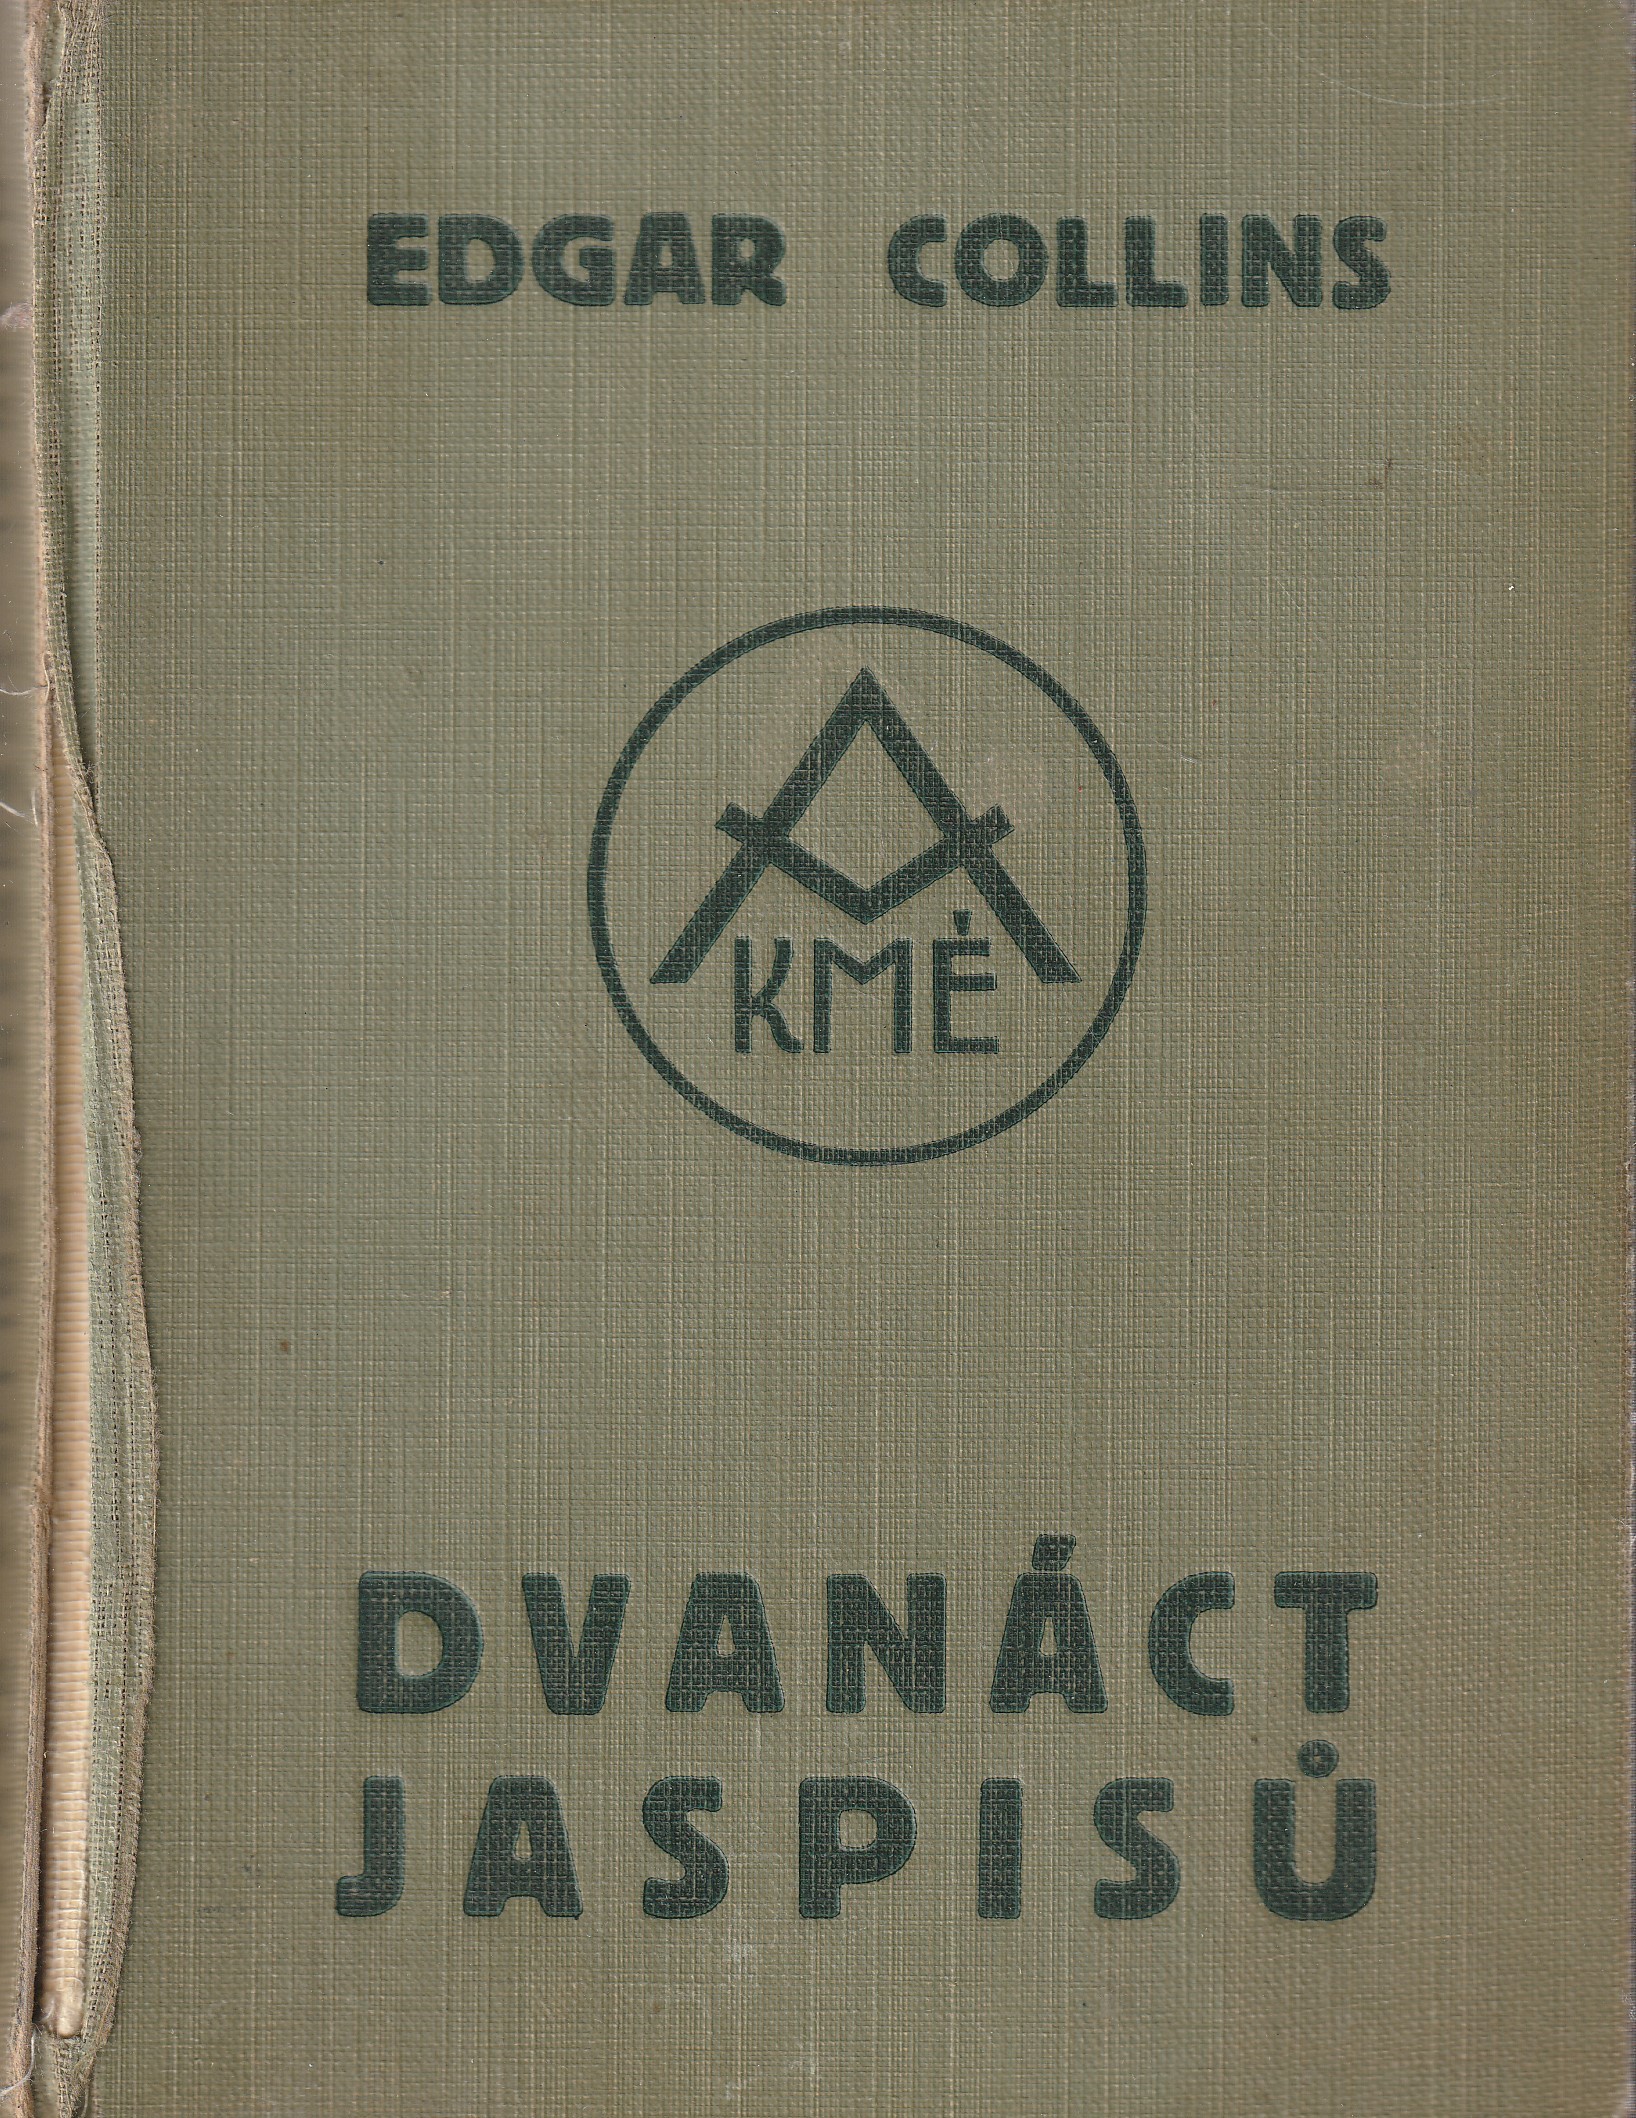 EDGAR COLLINS
AKMÉ
DVANÁCT
JASPISŮ